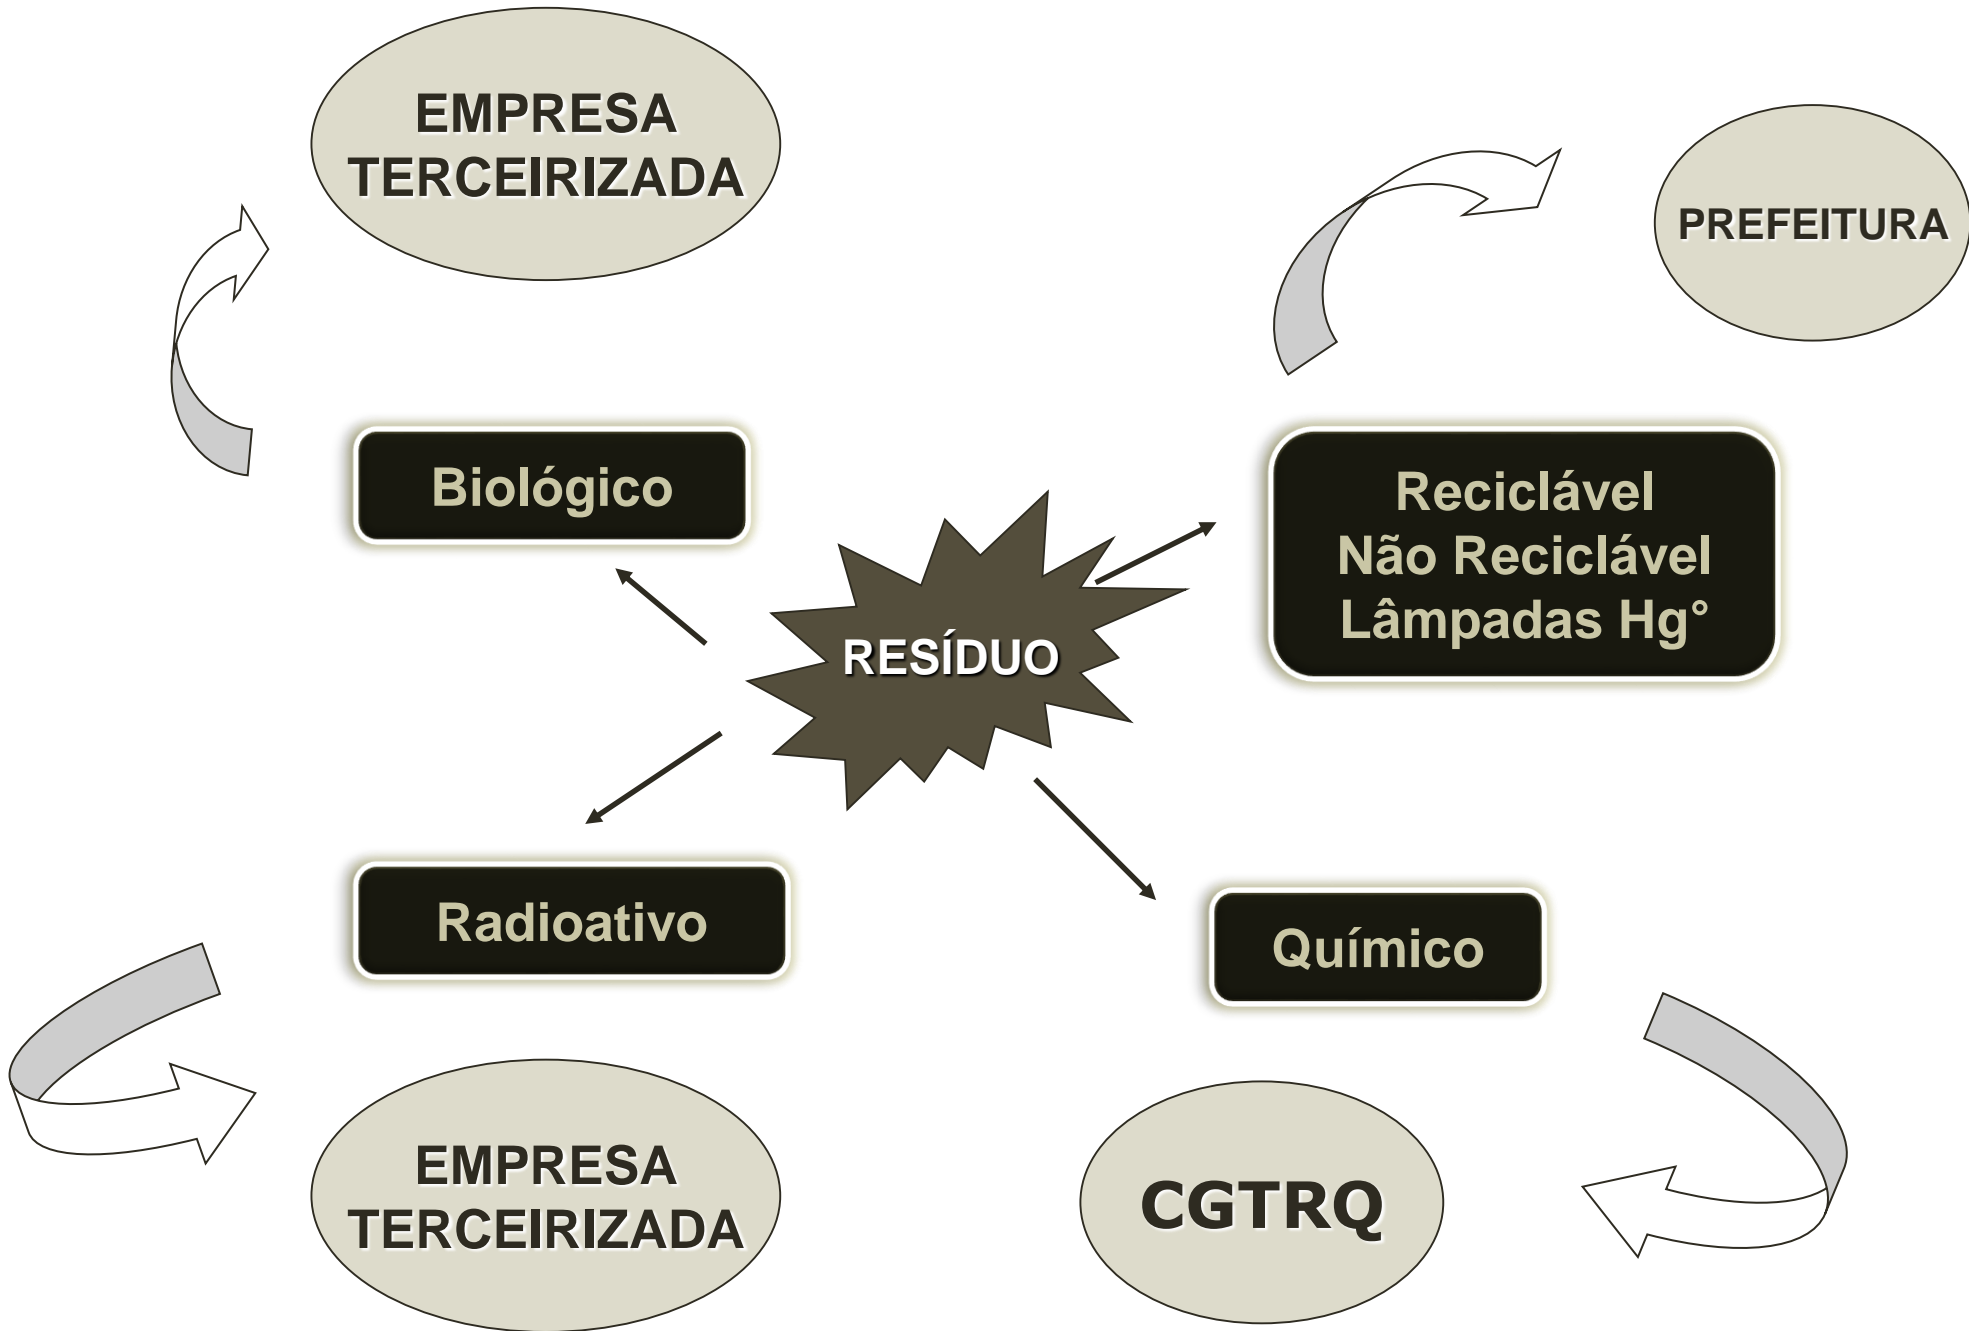 EMPRESA
TERCEIRIZADA
PREFEITURA
Biológico
Reciclável
Não Reciclável
Lâmpadas Hg°
RESÍDUO
Radioativo
Químico
EMPRESA
TERCEIRIZADA
CGTRQ